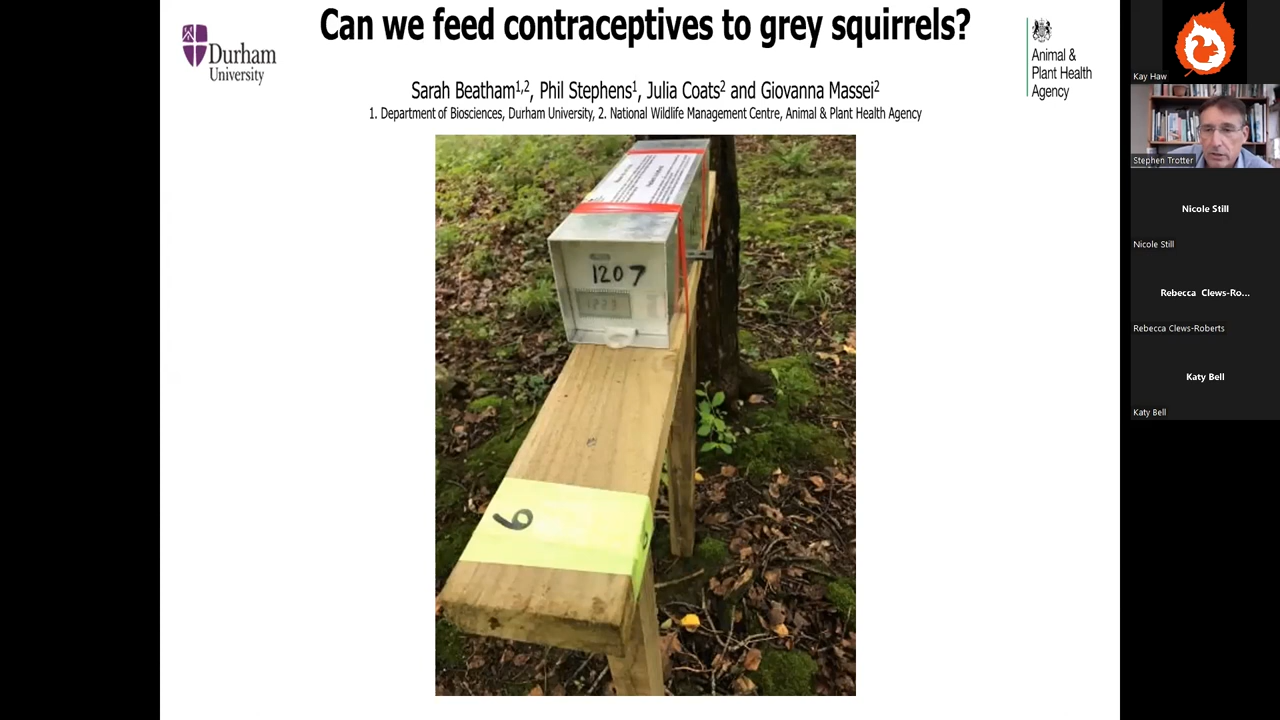 Can we feed contraceptives to grey squirrels?
Durham
University
Animal &
Plant Health
Agency
Sarah Beatham1,2, Phil Stephens1, Julia Coats2 and Giovanna Massei2
1. Department of Biosciences, Durham University, 2. National Wildlife Management Centre, Animal & Plant Health Agency
1207
6
Kay Haw
Stephen Trotter
Nicole Still
Nicole Still
Rebecca Clews-Ro...
Rebecca Clews-Roberts
Katy Bell
Katy Bell